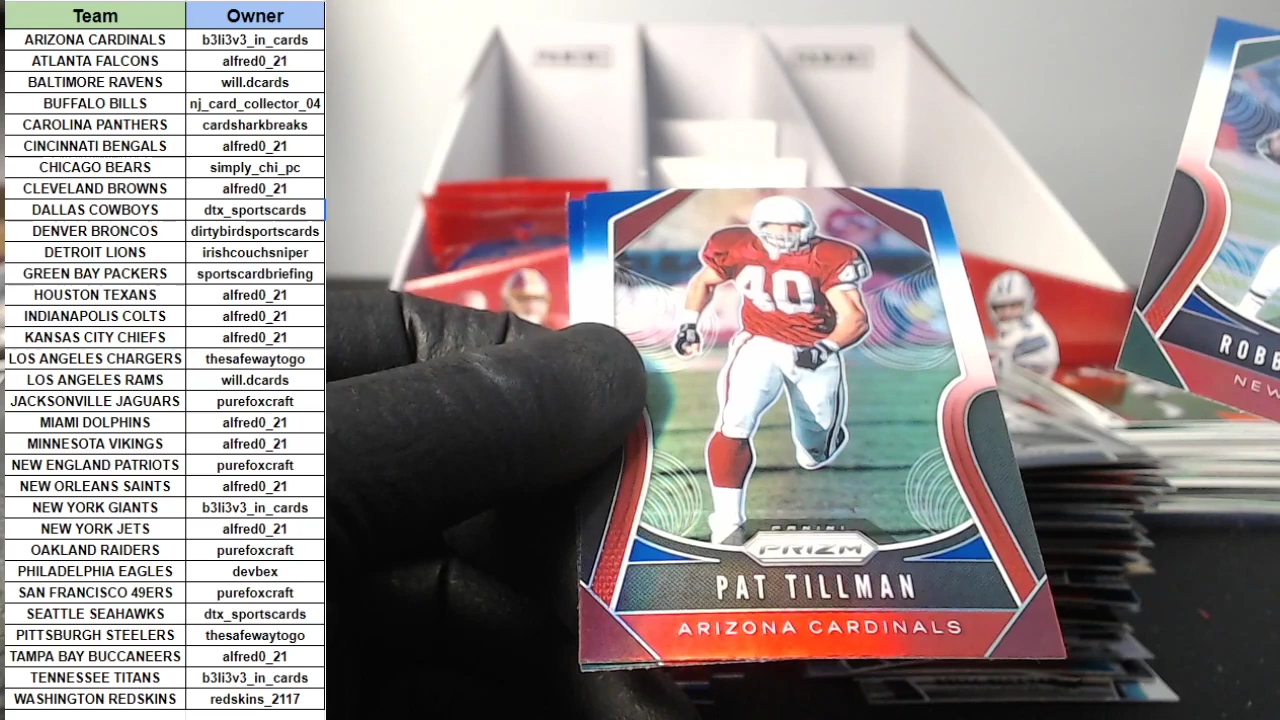 Team Owner
ARIZONA CARDINALS b3li3v3_in_cards
ATLANTA FALCONS alfred0_21
BALTIMORE RAVENS will.dcards
BUFFALO BILLS nj_card_collector_04
CAROLINA PANTHERS cardsharkbreaks
CINCINNATI BENGALS alfred0_21
CHICAGO BEARS simply_chi_pc
CLEVELAND BROWNS alfred0_21
DALLAS COWBOYS dtx_sportscards
DENVER BRONCOS dirtybirdsportscards
DETROIT LIONS irishcouchsniper
GREEN BAY PACKERS sportscardbriefing
HOUSTON TEXANS alfred0_21
INDIANAPOLIS COLTS alfred0_21
KANSAS CITY CHIEFS alfred0_21
LOS ANGELES CHARGERS thesafewaytogo
LOS ANGELES RAMS will.dcards
JACKSONVILLE JAGUARS purefoxcraft
MIAMI DOLPHINS alfred0_21
MINNESOTA VIKINGS alfred0_21
NEW ENGLAND PATRIOTS purefoxcraft
NEW ORLEANS SAINTS alfred0_21
NEW YORK GIANTS b3li3v3_in_cards
NEW YORK JETS alfred0_21
OAKLAND RAIDERS purefoxcraft
PHILADELPHIA EAGLES devbex
SAN FRANCISCO 49ERS purefoxcraft
SEATTLE SEAHAWKS dtx_sportscards
PITTSBURGH STEELERS thesafewaytogo
TAMPA BAY BUCCANEERS alfred0_21
TENNESSEE TITANS b3li3v3_in_cards
WASHINGTON REDSKINS redskins_2117
PANINI PANINI
40 40
PANINI
PRIZM
PAT TILLMAN
ARIZONA CARDINALS
ROBB
NEW